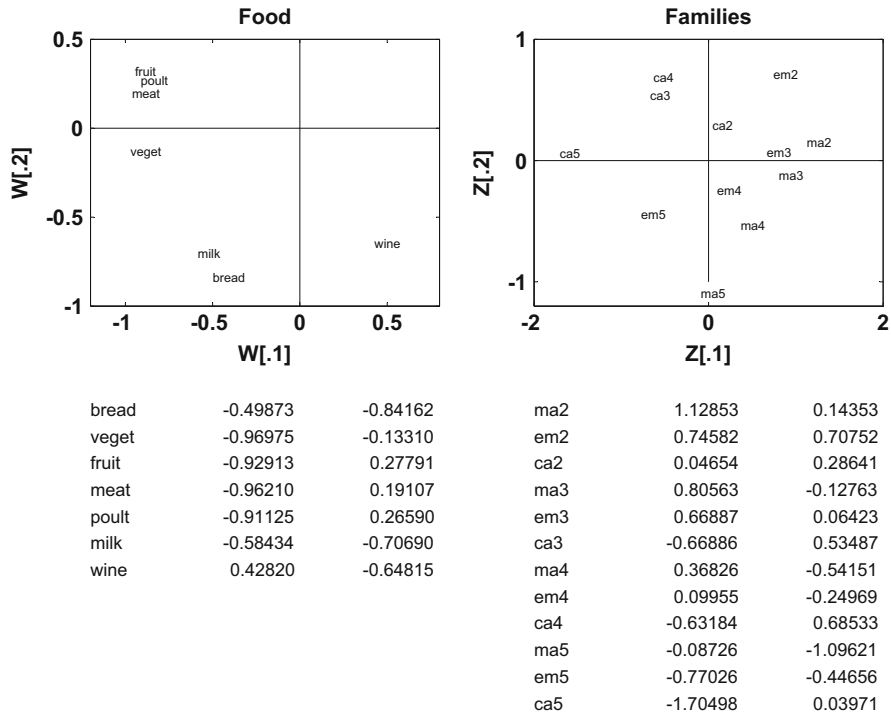 Food
0.5
0
-0.5
-1
W[.2]
fruit
poult
meat
veget
milk
bread
wine
-1 -0.5 0 0.5
W[.1]
Families
1
0
-1
Z[.2]
ca4
em2
ca3
ca2
ma2
ca5
em3
ma3
em4
em5
ma4
ma5
-2 0 2
Z[.1]
bread -0.49873 -0.84162
veget -0.96975 -0.13310
fruit -0.92913 0.27791
meat -0.96210 0.19107
poult -0.91125 0.26590
milk -0.58434 -0.70690
wine 0.42820 -0.64815
ma2 1.12853 0.14353
em2 0.74582 0.70752
ca2 0.04654 0.28641
ma3 0.80563 -0.12763
em3 0.66887 0.06423
ca3 -0.66886 0.53487
ma4 0.36826 -0.54151
em4 0.09955 -0.24969
ca4 -0.63184 0.68533
ma5 -0.08726 -1.09621
em5 -0.77026 -0.44656
ca5 -1.70498 0.03971